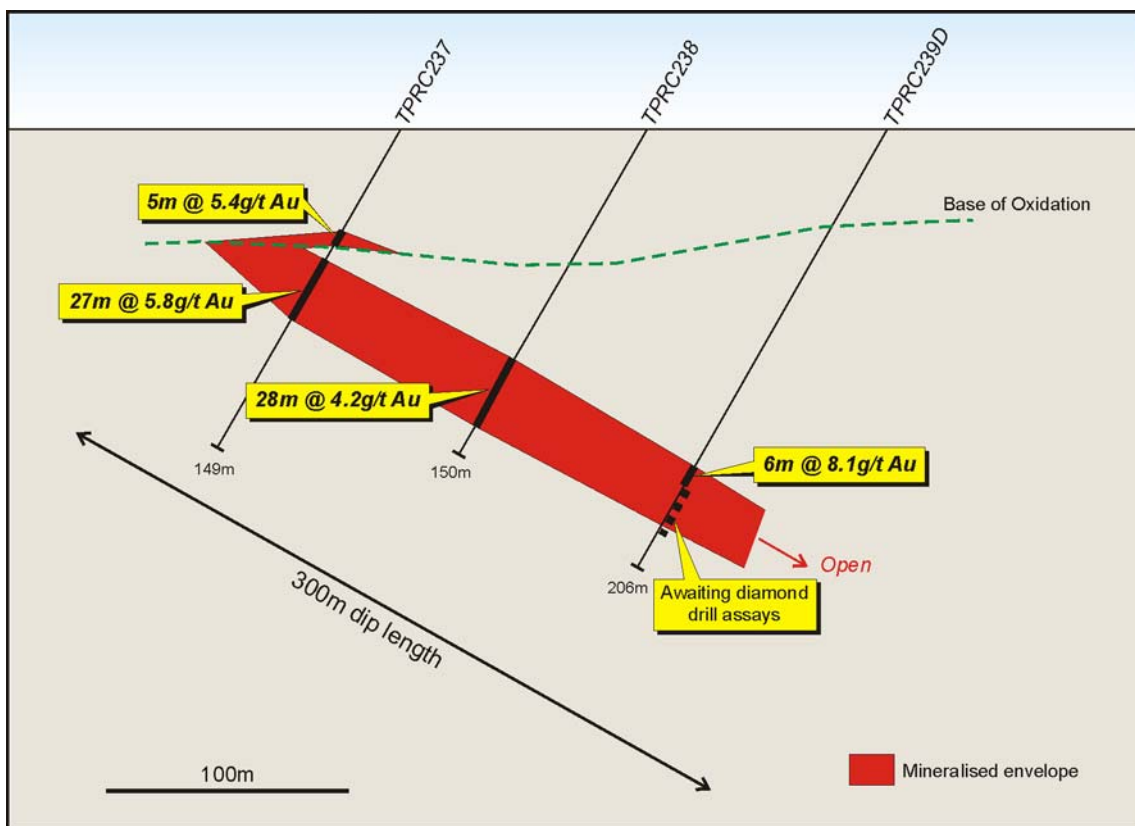 TPRC237
TPRC238
TPRC239D
5m @ 5.4g/t Au
Base of Oxidation
27m @ 5.8g/t Au
28m @ 4.2g/t Au
149m
150m
6m @ 8.1g/t Au
Open
206m
Awaiting diamond
drill assays
300m dip length
100m
Mineralised envelope